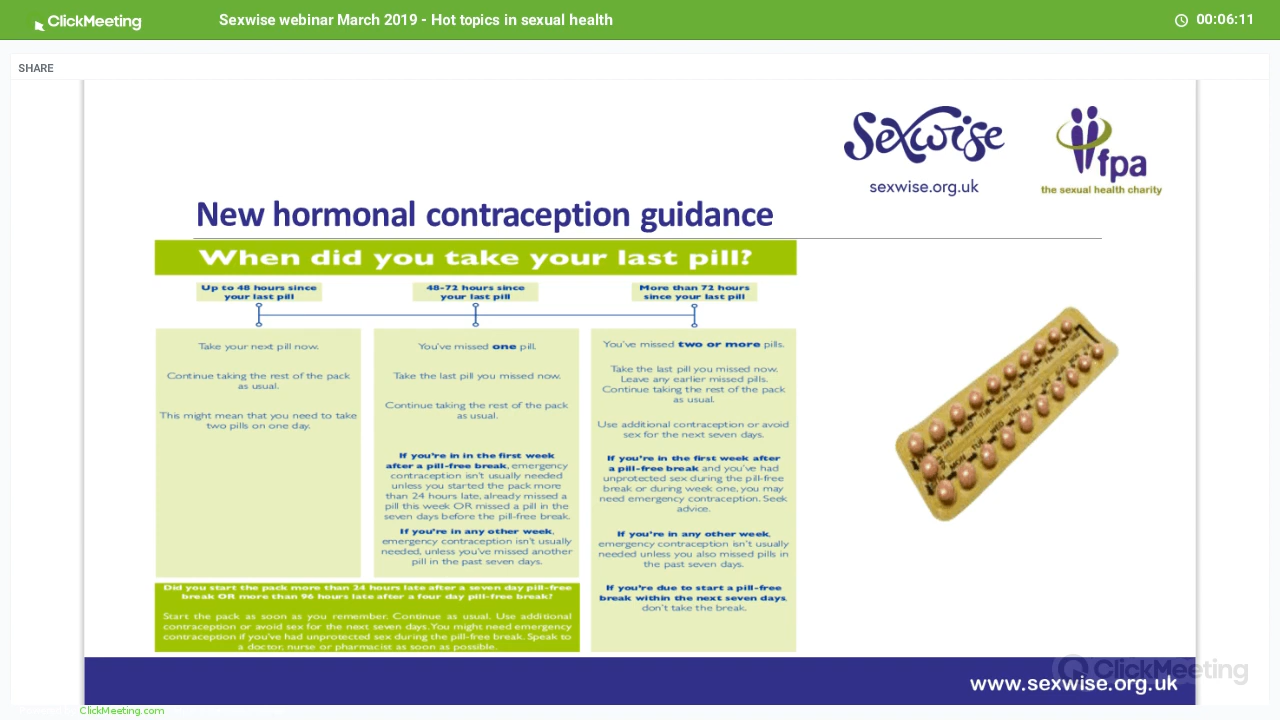 ClickMeeting
Sexwise webinar March 2019 - Hot topics in sexual health
00:06:11
SHARE
Sexwise
sexwise.org.uk
fpa
the sexual health charity
New hormonal contraception guidance
When did you take your last pill?
Up to 48 hours since
your last pill
48-72 hours since
your last pill
More than 72 hours
since your last pill
Take your next pill now.
Continue taking the rest of the pack
as usual.
This might mean that you need to take
two pills on one day.
You've missed one pill.
Take the last pill you missed now.
Continue taking the rest of the pack
as usual.
If you're in in the first week
after a pill-free break, emergency
contraception isn't usually needed
unless you started the pack more
than 24 hours late, already missed a
pill this week OR missed a pill in the
seven days before the pill-free break.
If you're in any other week,
emergency contraception isn't usually
needed, unless you've missed another
pill in the past seven days.
You've missed two or more pills.
Take the last pill you missed now.
Leave any earlier missed pills.
Continue taking the rest of the pack
as usual.
Use additional contraception or avoid
sex for the next seven days.
If you're in the first week after
a pill-free break and you've had
unprotected sex during the pill-free
break or during week one, you may
need emergency contraception. Seek
advice.
If you're in any other week,
emergency contraception isn't usually
needed unless you also missed pills in
the past seven days.
If you're due to start a pill-free
break within the next seven days,
don't take the break.
Did you start the pack more than 24 hours late after a seven day pill-free
break OR more than 96 hours late after a four day pill-free break?
Start the pack as soon as you remember. Continue as usual. Use additional
contraception or avoid sex for the next seven days. You might need emergency
contraception if you've had unprotected sex during the pill-free break. Speak to
a doctor, nurse or pharmacist as soon as possible.
ClickMeeting
www.sexwise.org.uk
ClickMeeting.com